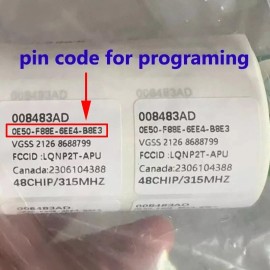 pin code for programing
008483AD
0E50-F88E-6EE4-B8E3
VGSS 2126 8688799
FCCID :LQNP2T-APU
Canada:2306104388
48CHIP/315MHZ
008483AD
0E50-F88E-6EE4-B8E3
VGSS 2126 8688799
FCCID :LQNP2T-APU
Canada:2306104388
48CHIP/315MHZ